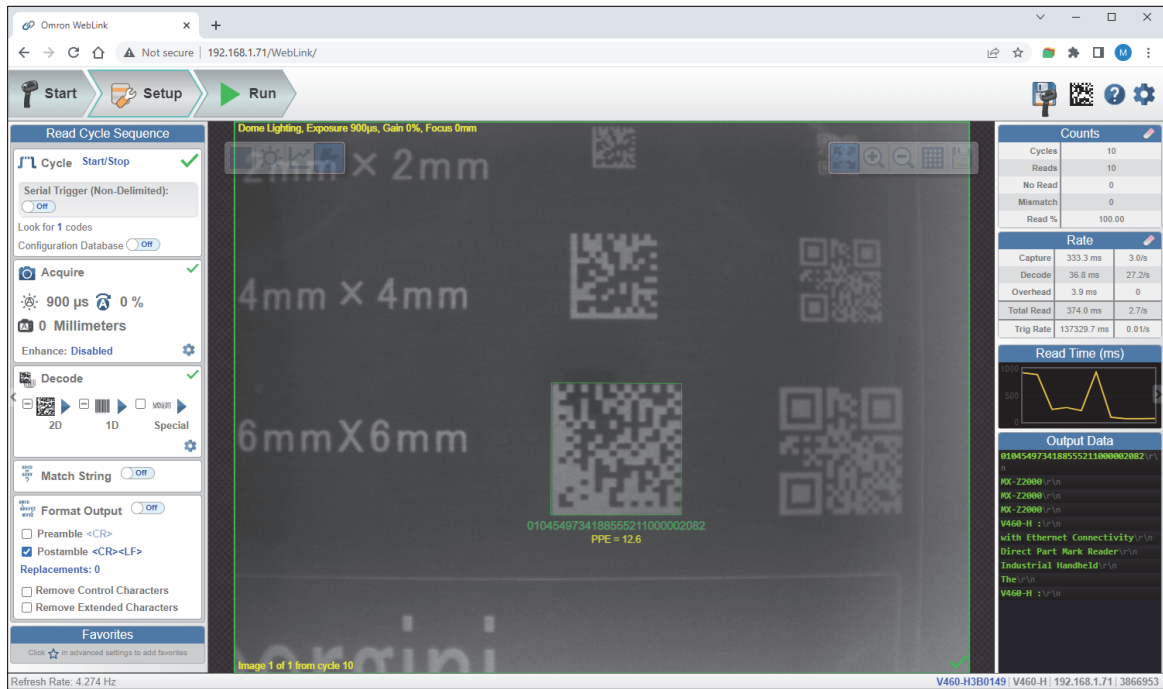 Omron WebLink
Not secure | 192.168.1.71/WebLink/
M
Start
Setup
Run
Read Cycle Sequence
Cycle Start/Stop
Serial Trigger (Non-Delimited):
Off
Look for 1 codes
Configuration Database Off
Acquire
900 µs 0 %
0 Millimeters
Enhance: Disabled
Decode
2D 1D Special
Match String Off
Format Output Off
Preamble <CR>
Postamble <CR><LF>
Replacements: 0
Remove Control Characters
Remove Extended Characters
Favorites
Click in advanced settings to add favorites
Refresh Rate: 4.274 Hz
Dome Lighting, Exposure 900µs, Gain 0%, Focus 0mm
2mm × 2mm
4mm × 4mm
6mmX6mm
0104549734188555211000002082
PPE = 12.6
Image 1 of 1 from cycle 10
Counts
Cycles 10
Reads 10
No Read 0
Mismatch 0
Read % 100.00
Rate
Capture 333.3 ms 3.0/s
Decode 36.8 ms 27.2/s
Overhead 3.9 ms 0
Total Read 374.0 ms 2.7/s
Trig Rate 137329.7 ms 0.01/s
Read Time (ms)
1000
500
0
Output Data
0104549734188555211000002082\r\
n
MX-Z2000\r\n
MX-Z2000\r\n
MX-Z2000\r\n
V460-H :\r\n
with Ethernet Connectivity\r\n
Direct Part Mark Reader\r\n
Industrial Handheld\r\n
The\r\n
V460-H :\r\n
V460-H3B0149 | V460-H | 192.168.1.71 | 3866953